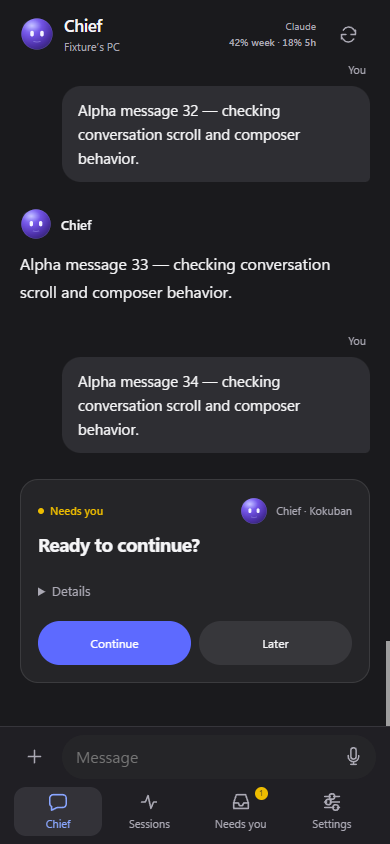 Chief
Fixture's PC
Claude
42% week · 18% 5h
You
Alpha message 32 — checking
conversation scroll and composer
behavior.
Chief
Alpha message 33 — checking conversation
scroll and composer behavior.
You
Alpha message 34 — checking
conversation scroll and composer
behavior.
Needs you
Chief · Kokuban
Ready to continue?
Details
Continue
Later
Message
1
Chief
Sessions
Needs you
Settings